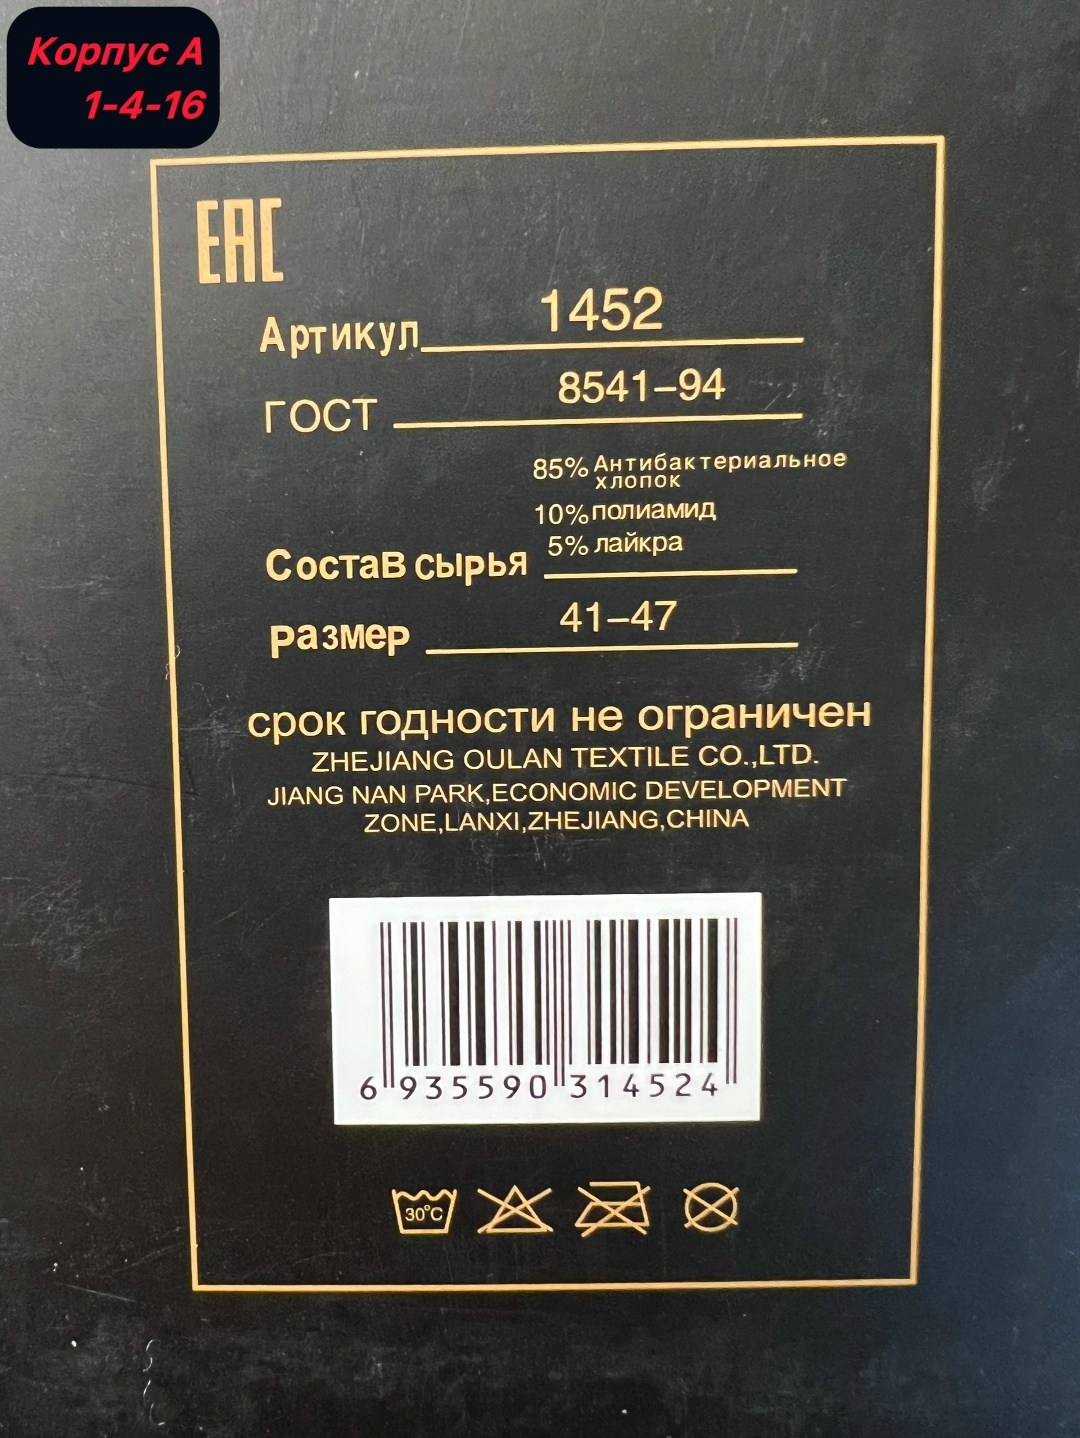 Корпус А
1-4-16
EAC
Артикул 1452
ГОСТ 8541-94
85% Антибактериальное
хлопок
10% полиамид
5% лайкра
Состав сырья
размер 41-47
срок годности не ограничен
ZHEJIANG OULAN TEXTILE CO.,LTD.
JIANG NAN PARK,ECONOMIC DEVELOPMENT
ZONE,LANXI,ZHEJIANG,CHINA
6 935590 314524
30°C